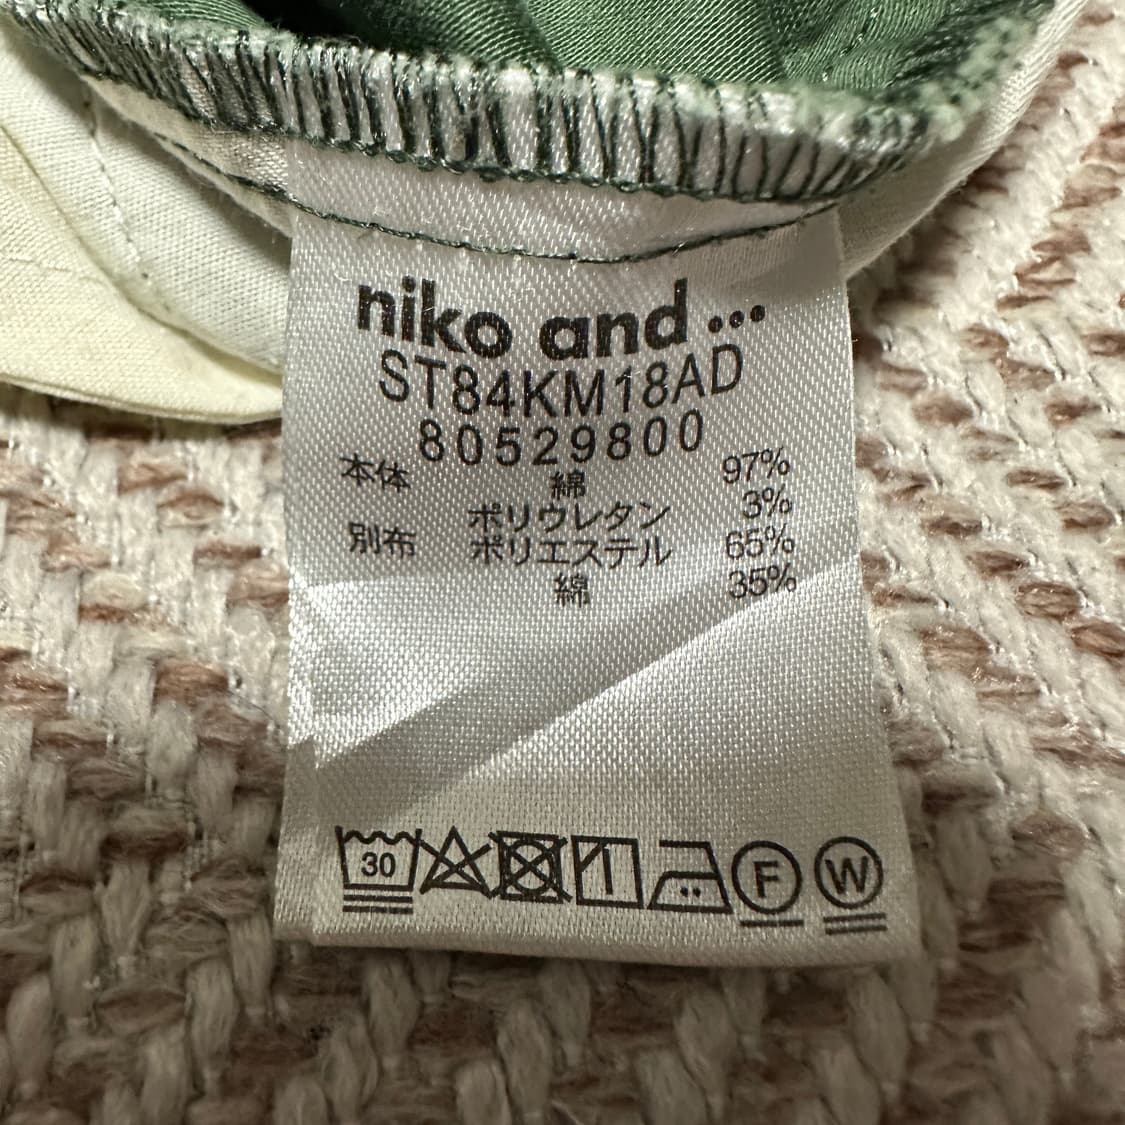 niko and...
ST84KM18AD
80529800
本体 綿 97%
ポリウレタン 3%
別布 ポリエステル 65%
綿 35%
30 F W